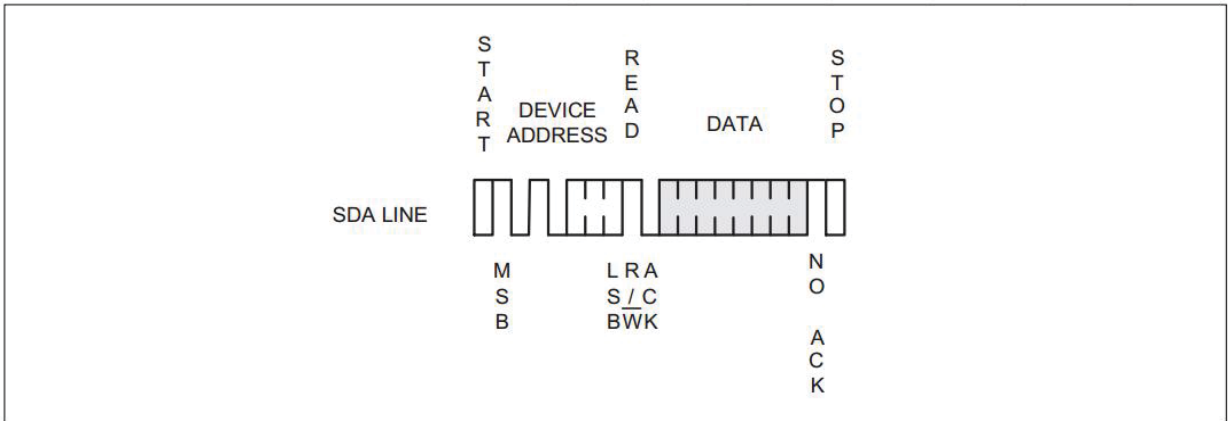 START
DEVICE
ADDRESS
READ
DATA
STOP
SDA LINE
MSB
LSB
R/W
ACK
NO ACK